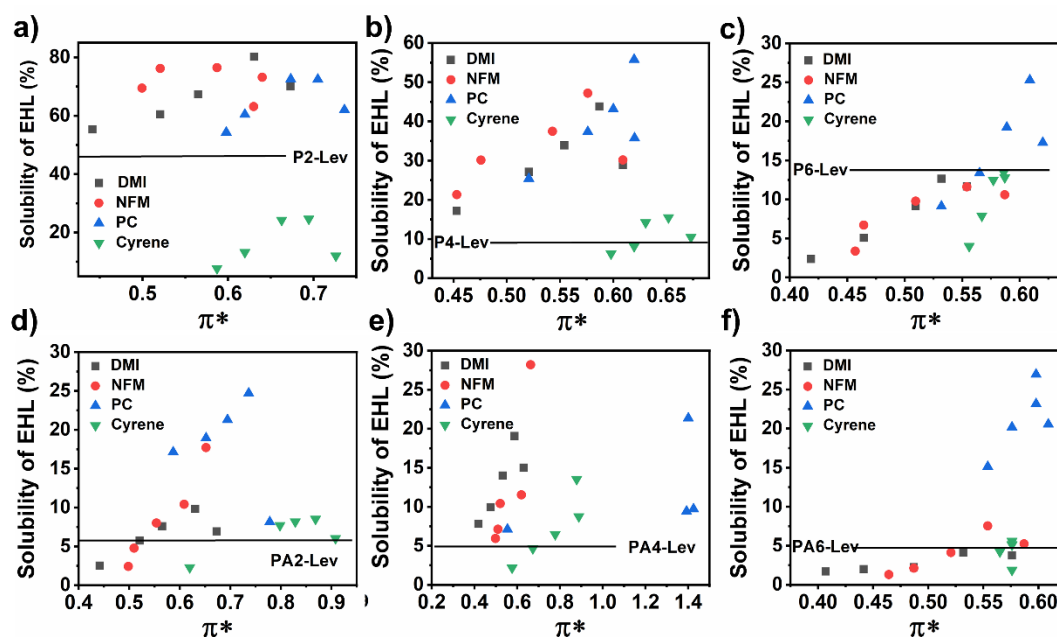 a)
Solubility of EHL (%)
80
60
40
20
P2-Lev
DMI
NFM
PC
Cyrene
0.5 0.6 0.7
π*
b)
Solubility of EHL (%)
60
50
40
30
20
10
0
DMI
NFM
PC
Cyrene
P4-Lev
0.45 0.50 0.55 0.60 0.65
π*
c)
Solubility of EHL (%)
30
25
20
15
10
5
0
DMI
NFM
PC
Cyrene
P6-Lev
0.40 0.45 0.50 0.55 0.60
π*
d)
Solubility of EHL (%)
30
25
20
15
10
5
0
DMI
NFM
PC
Cyrene
PA2-Lev
0.4 0.5 0.6 0.7 0.8 0.9
π*
e)
Solubility of EHL (%)
30
25
20
15
10
5
0
DMI
NFM
PC
Cyrene
PA4-Lev
0.2 0.4 0.6 0.8 1.0 1.2 1.4
π*
f)
Solubility of EHL (%)
30
25
20
15
10
5
0
DMI
NFM
PC
Cyrene
PA6-Lev
0.40 0.45 0.50 0.55 0.60
π*